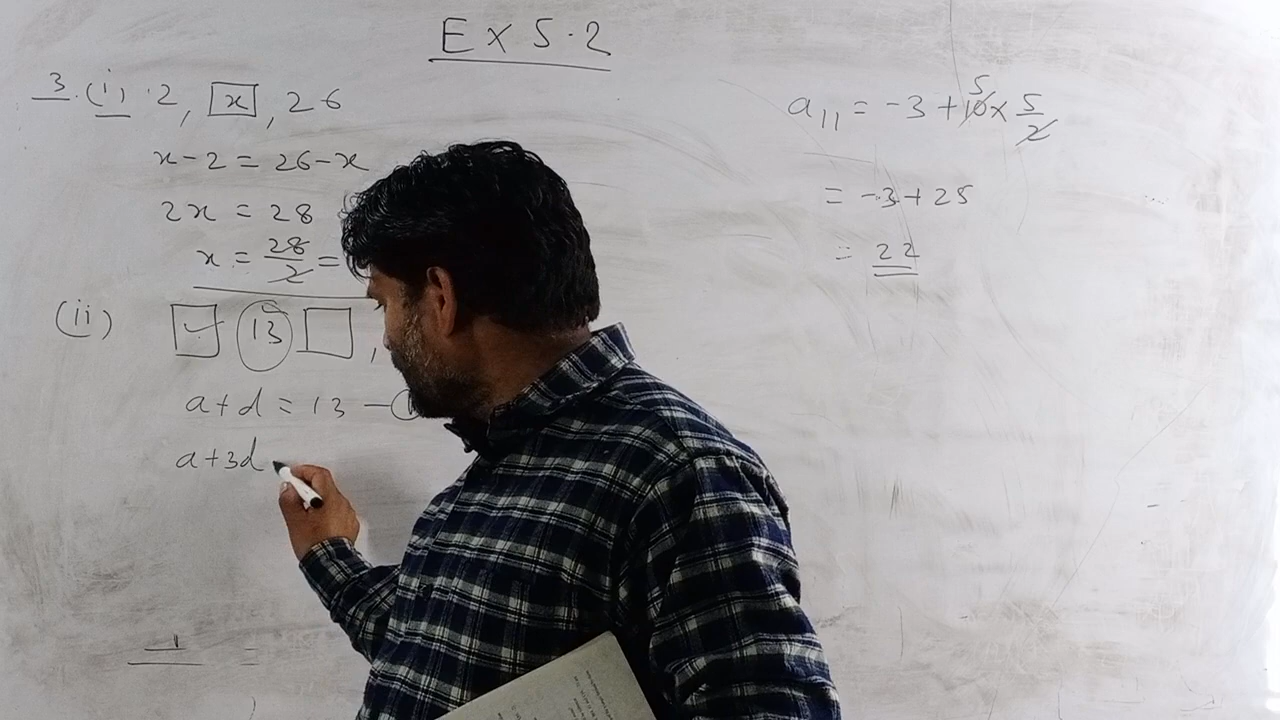 Ex 5.2
3. (i) 2, x, 26
x - 2 = 26 - x
2x = 28
x = 28/2 =
(ii) 13 ,
a + d = 13 - (1
a + 3d
a11 = -3 + 10 5 × 5/2
= -3 + 25
= 22